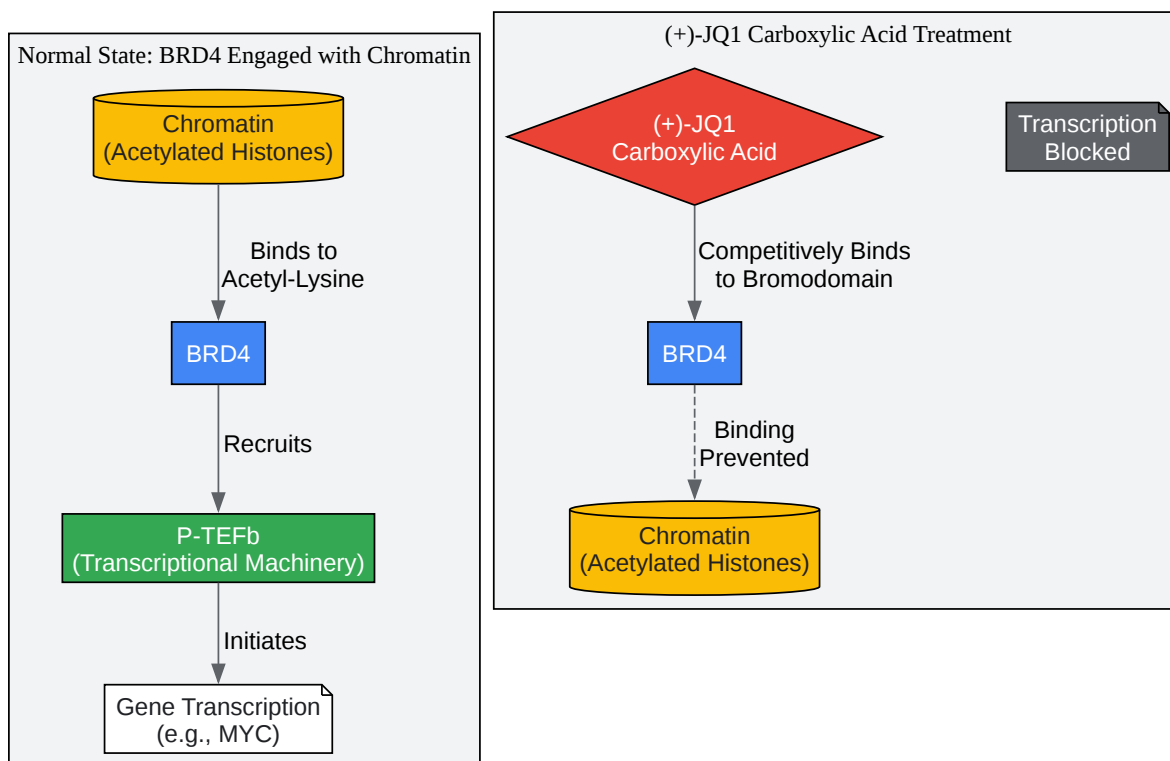 Normal State: BRD4 Engaged with Chromatin
Chromatin
(Acetylated Histones)
Binds to
Acetyl-Lysine
BRD4
Recruits
P-TEFb
(Transcriptional Machinery)
Initiates
Gene Transcription
(e.g., MYC)
(+)-JQ1 Carboxylic Acid Treatment
(+)-JQ1
Carboxylic Acid
Transcription
Blocked
Competitively Binds
to Bromodomain
BRD4
Binding
Prevented
Chromatin
(Acetylated Histones)